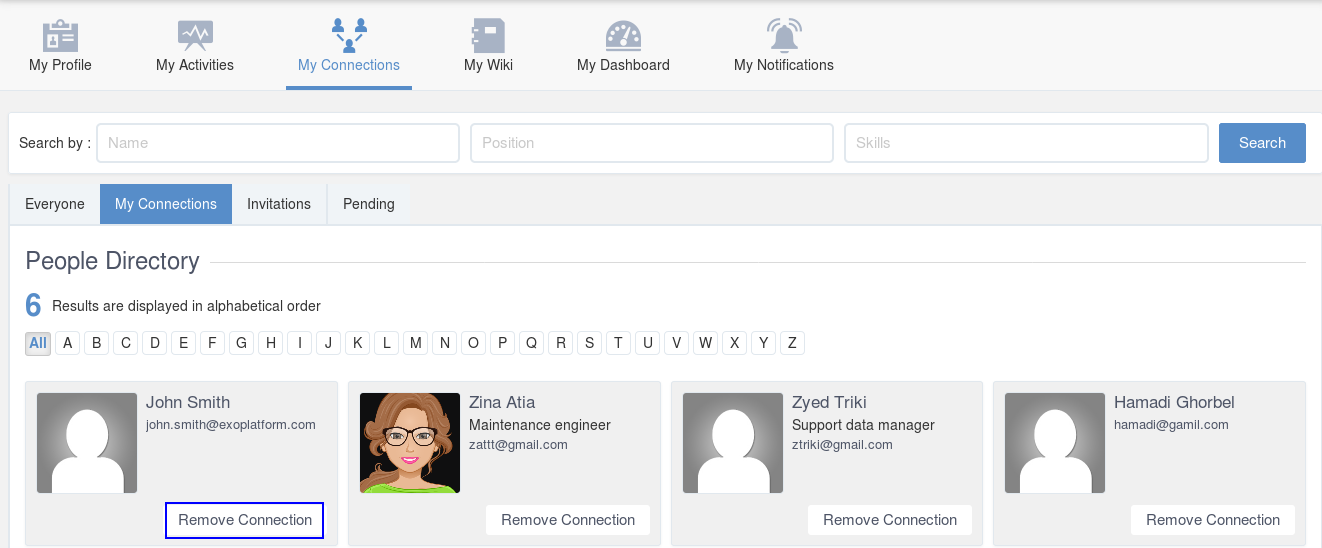 My Profile My Activities My Connections My Wiki My Dashboard My Notifications
Search by : Name Position Skills Search
Everyone My Connections Invitations Pending
People Directory
6 Results are displayed in alphabetical order
All A B C D E F G H I J K L M N O P Q R S T U V W X Y Z
John Smith
john.smith@exoplatform.com
Remove Connection
Zina Atia
Maintenance engineer
zattt@gmail.com
Remove Connection
Zyed Triki
Support data manager
ztriki@gmail.com
Remove Connection
Hamadi Ghorbel
hamadi@gamil.com
Remove Connection